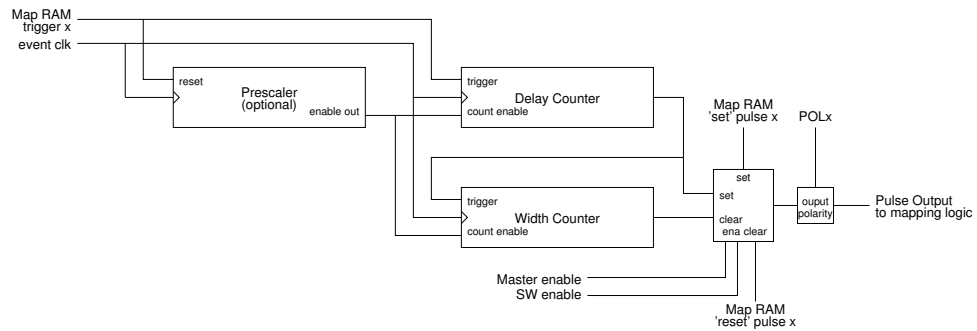 Map RAM
trigger x
event clk
reset
Prescaler
(optional)
enable out
trigger
Delay Counter
count enable
Map RAM
'set' pulse x
POLx
set
set
clear
ena clear
ouput
polarity
Pulse Output
to mapping logic
trigger
Width Counter
count enable
Master enable
SW enable
Map RAM
'reset' pulse x